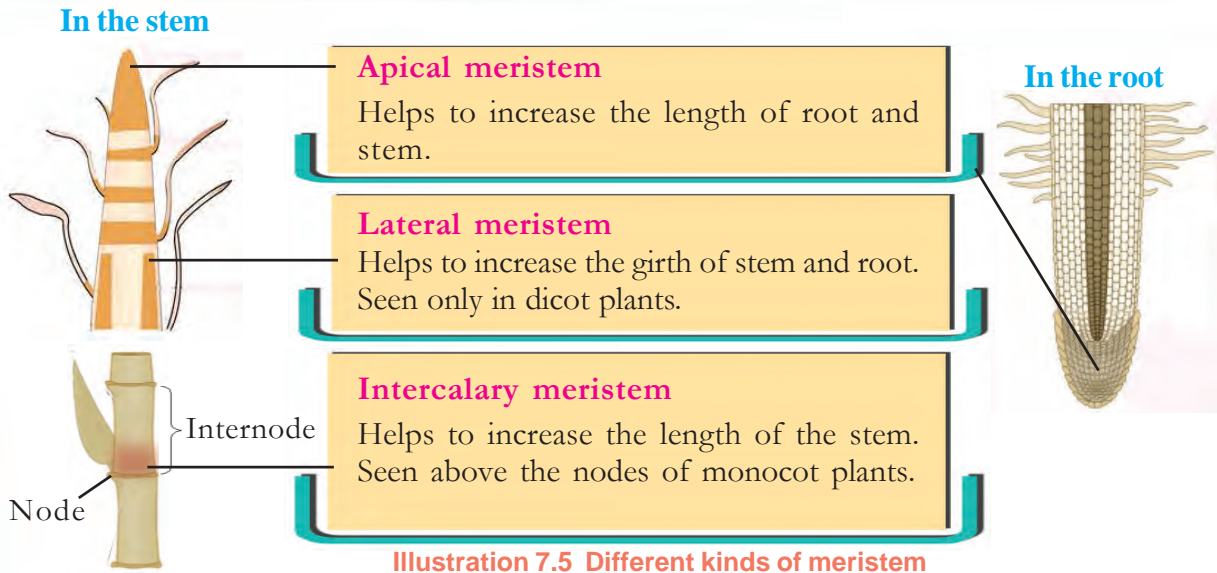 In the stem
Apical meristem
Helps to increase the length of root and
stem.
In the root
Lateral meristem
Helps to increase the girth of stem and root.
Seen only in dicot plants.
Intercalary meristem
Helps to increase the length of the stem.
Seen above the nodes of monocot plants.
Internode
Node
Illustration 7.5 Different kinds of meristem